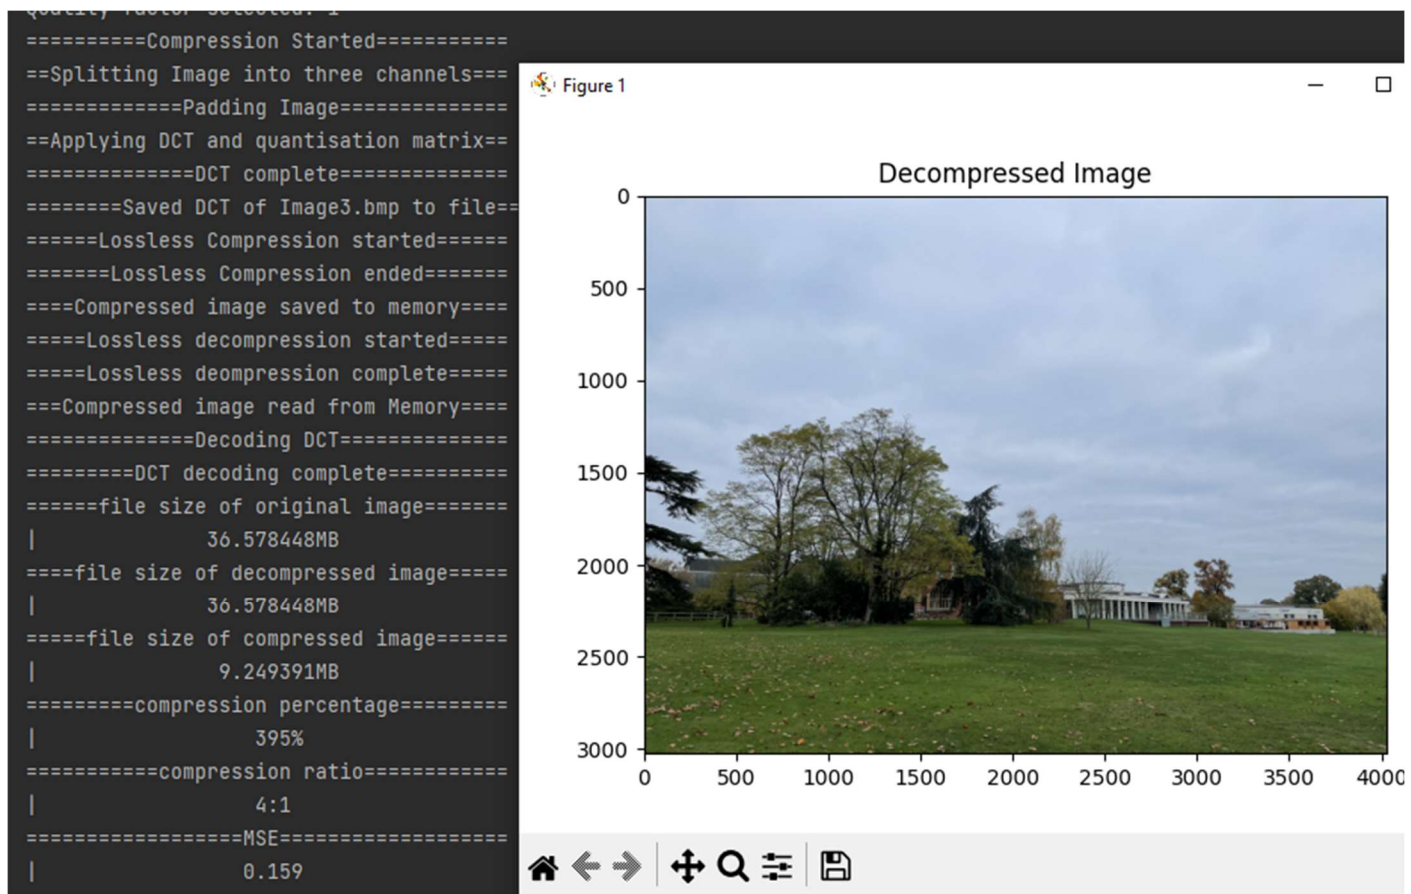 Quality factor selected: 1
==========Compression Started===========
==Splitting Image into three channels===
=============Padding Image==============
==Applying DCT and quantisation matrix==
==============DCT complete==============
========Saved DCT of Image3.bmp to file==
======Lossless Compression started======
=======Lossless Compression ended=======
====Compressed image saved to memory====
=====Lossless decompression started=====
=====Lossless deompression complete=====
===Compressed image read from Memory====
==============Decoding DCT==============
=========DCT decoding complete==========
======file size of original image=======
| 36.578448MB
====file size of decompressed image=====
| 36.578448MB
=====file size of compressed image======
| 9.249391MB
=========compression percentage=========
| 395%
===========compression ratio============
| 4:1
==================MSE===================
| 0.159
Figure 1
Decompressed Image
0
500
1000
1500
2000
2500
3000
0 500 1000 1500 2000 2500 3000 3500 4000